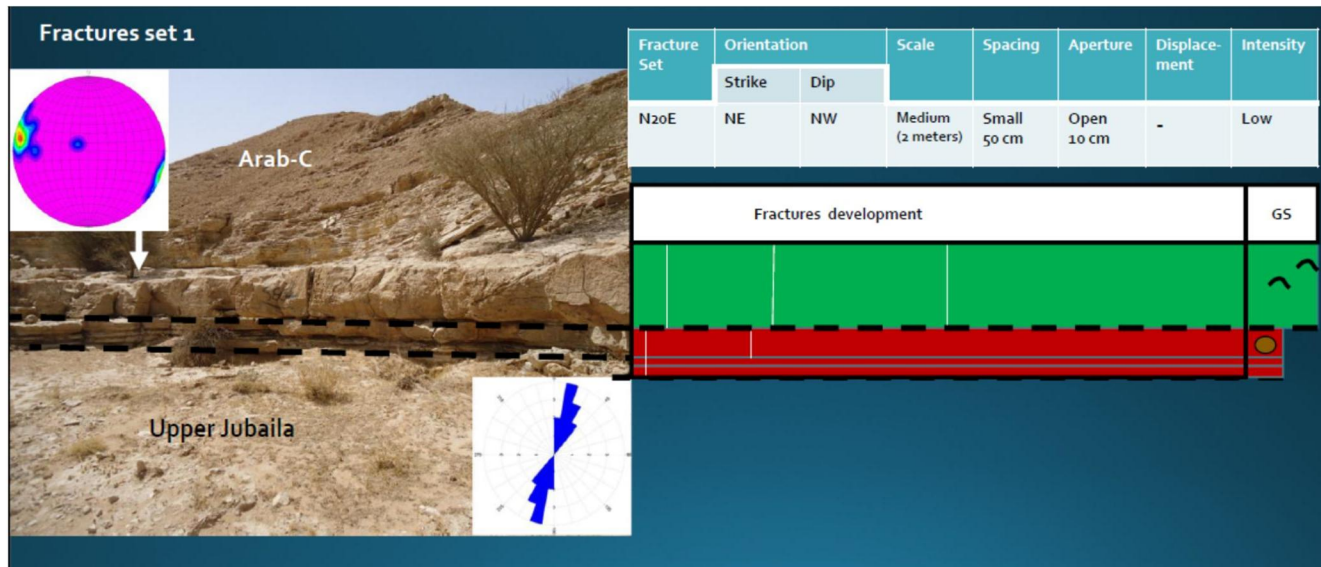 Fractures set 1
Fracture Set
Orientation
Scale
Spacing
Aperture
Displace-ment
Intensity
Strike
Dip
N20E
NE
NW
Medium (2 meters)
Small 50 cm
Open 10 cm
-
Low
Arab-C
Fractures development
GS
Upper Jubaila